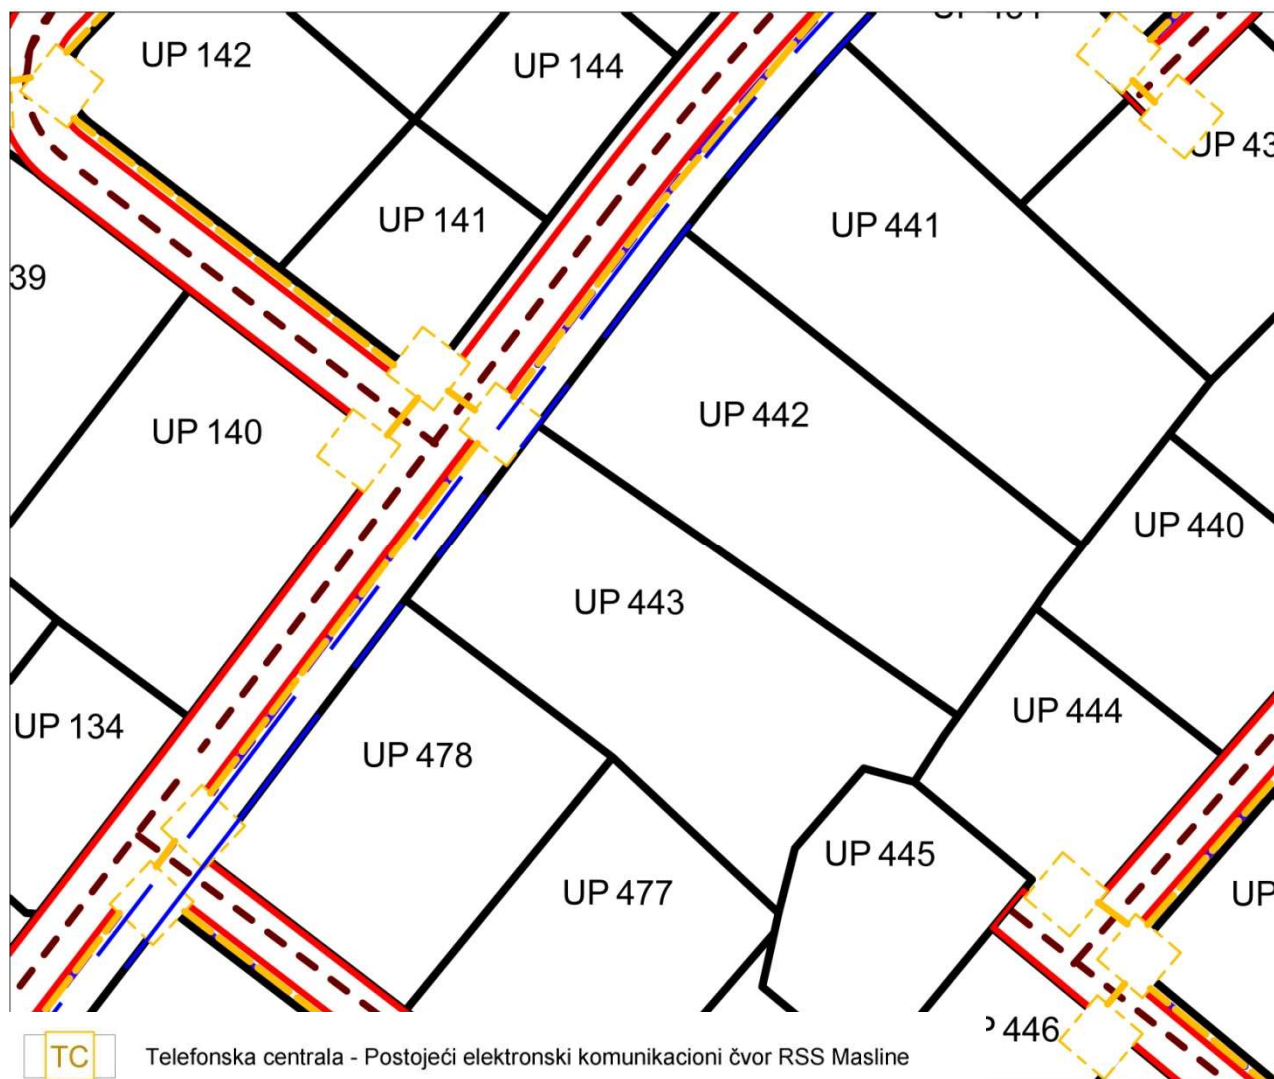 UP 142
UP 144
UP 43
UP 141
UP 441
39
UP 140
UP 442
UP 440
UP 443
UP 134
UP 444
UP 478
UP 445
UP 477
UP
446
TC
Telefonska centrala - Postojeći elektronski komunikacioni čvor RSS Masline